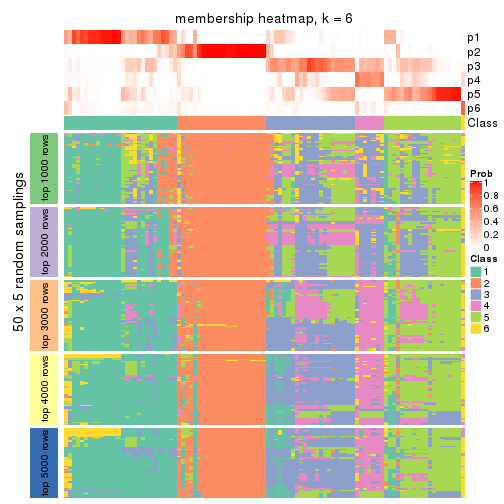 membership heatmap, k = 6
p1
p2
p3
p4
p5
p6
Class
50 x 5 random samplings
top 1000 rows
top 2000 rows
top 3000 rows
top 4000 rows
top 5000 rows
Prob
1
0.8
0.6
0.4
0.2
0
Class
1
2
3
4
5
6